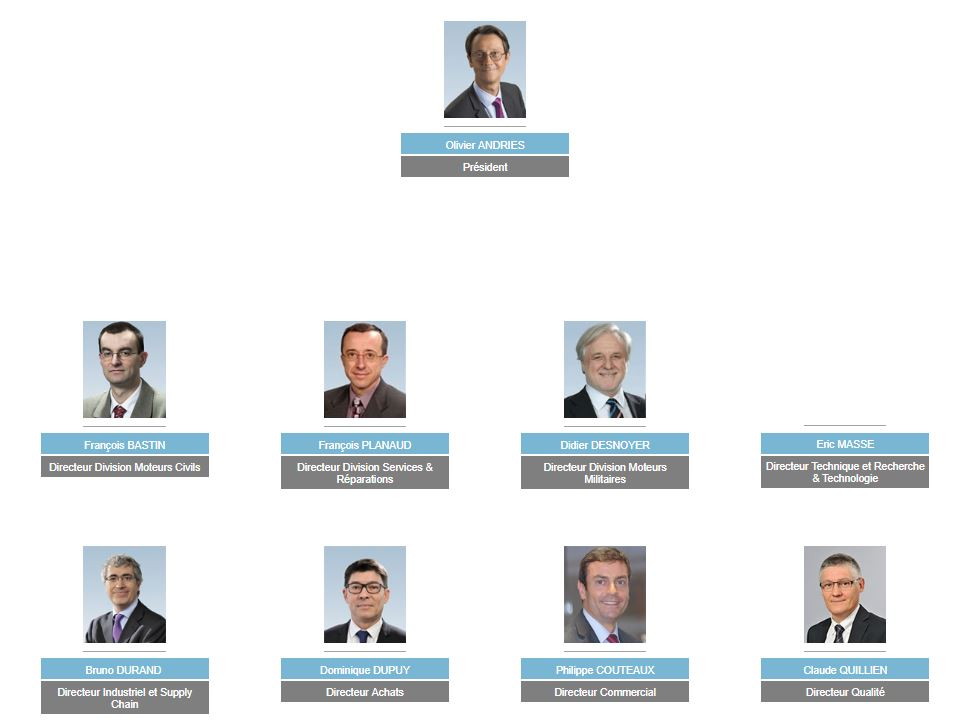 Olivier ANDRIES
Président
François BASTIN
Directeur Division Moteurs Civils
François PLANAUD
Directeur Division Services &
Réparations
Didier DESNOYER
Directeur Division Moteurs
Militaires
Eric MASSE
Directeur Technique et Recherche
& Technologie
Bruno DURAND
Directeur Industriel et Supply
Chain
Dominique DUPUY
Directeur Achats
Philippe COUTEAUX
Directeur Commercial
Claude QUILLIEN
Directeur Qualité